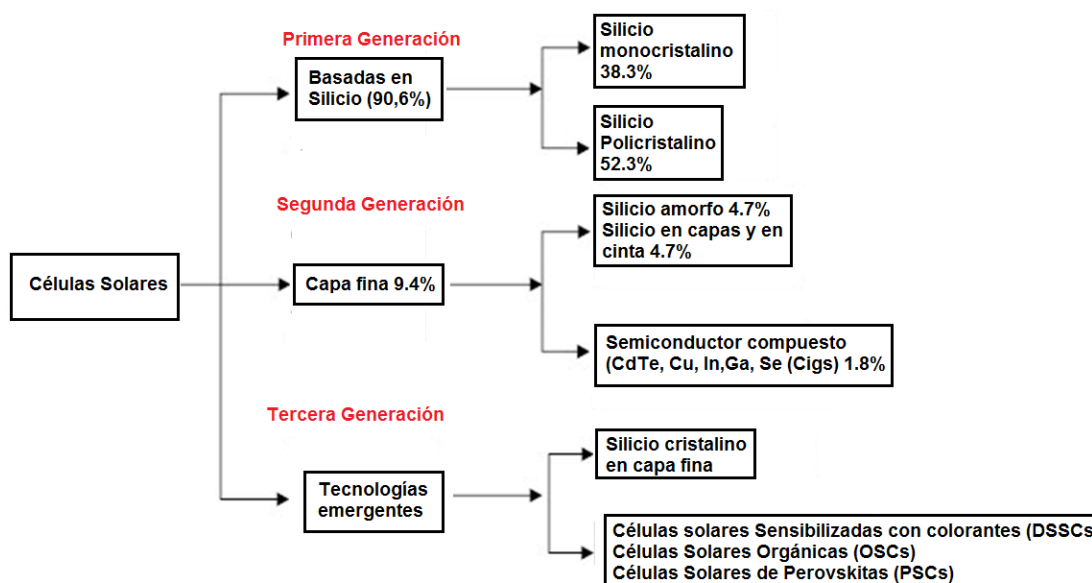 Primera Generación
Silicio
monocristalino
38.3%
Basadas en
Silicio (90,6%)
Silicio
Policristalino
52.3%
Segunda Generación
Silicio amorfo 4.7%
Silicio en capas y en
cinta 4.7%
Células Solares
Capa fina 9.4%
Semiconductor compuesto
(CdTe, Cu, In,Ga, Se (Cigs) 1.8%
Tercera Generación
Silicio cristalino
en capa fina
Tecnologías
emergentes
Células solares Sensibilizadas con colorantes (DSSCs
Células Solares Orgánicas (OSCs)
Células Solares de Perovskitas (PSCs)